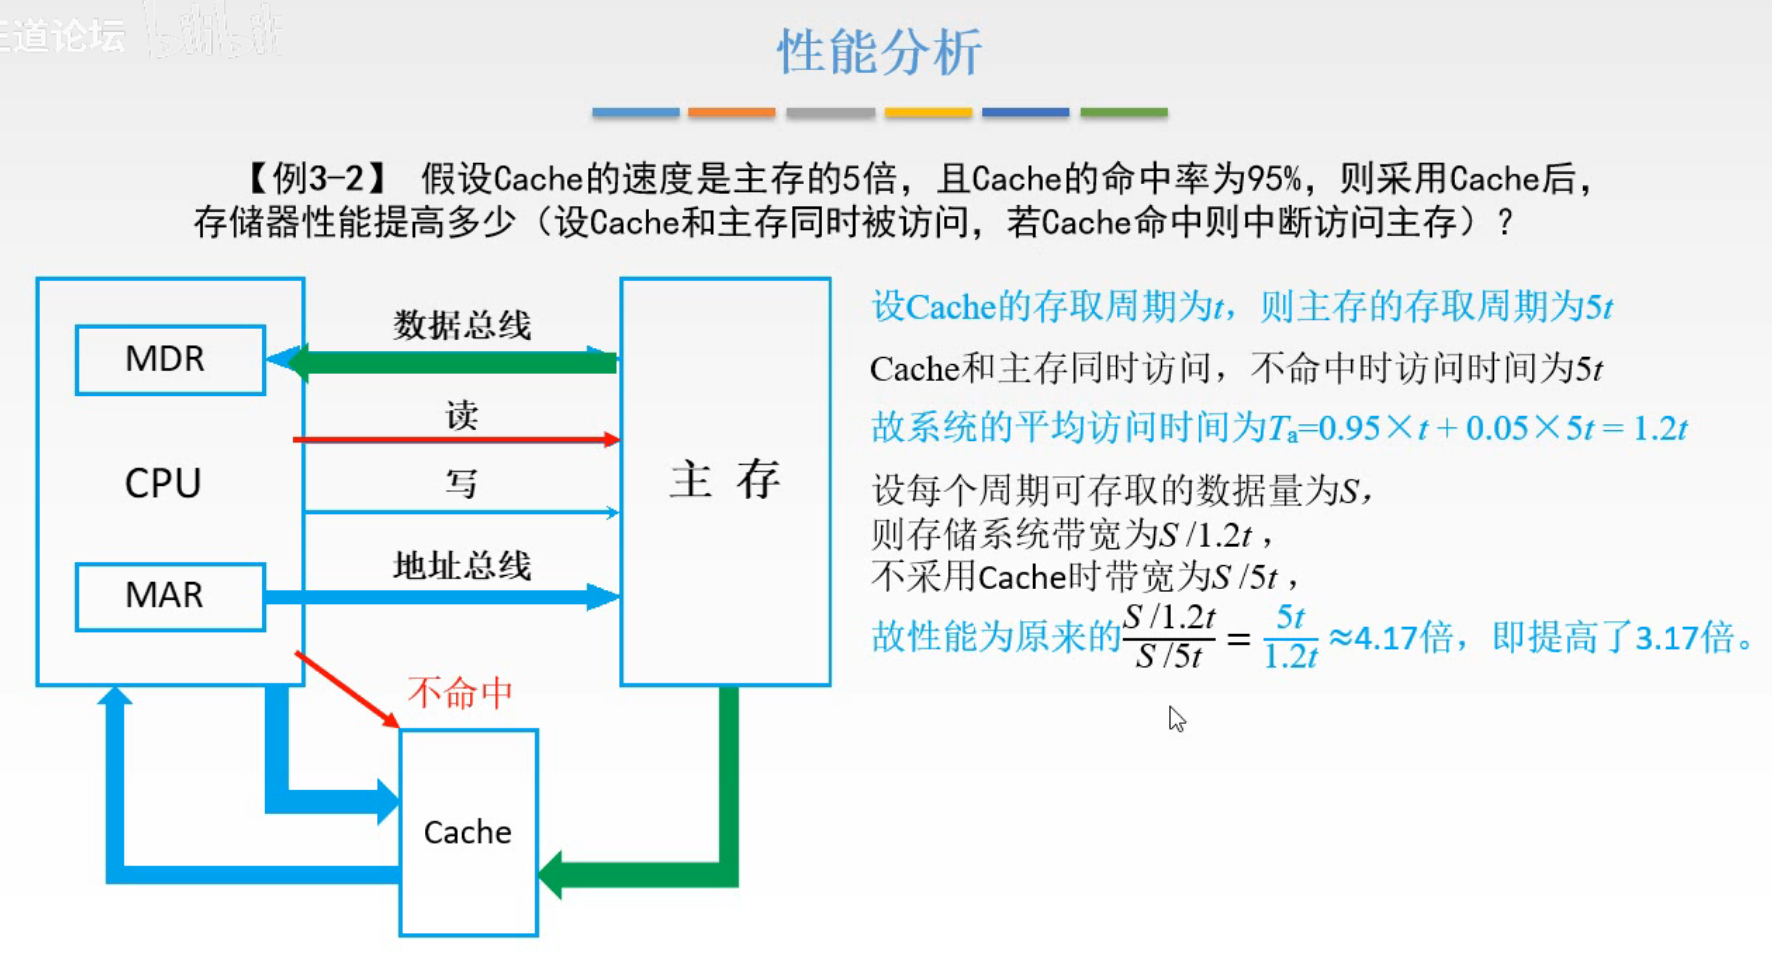 王道论坛 bilibili
性能分析
【例3-2】 假设Cache的速度是主存的5倍，且Cache的命中率为95%，则采用Cache后，
存储器性能提高多少（设Cache和主存同时被访问，若Cache命中则中断访问主存）？
MDR
CPU
MAR
数据总线
读
写
地址总线
主 存
不命中
Cache
设Cache的存取周期为t，则主存的存取周期为5t
Cache和主存同时访问，不命中时访问时间为5t
故系统的平均访问时间为Ta=0.95×t + 0.05×5t = 1.2t
设每个周期可存取的数据量为S，
则存储系统带宽为S /1.2t ，
不采用Cache时带宽为S /5t ，
故性能为原来的 (S /1.2t)/(S /5t) = 5t/1.2t ≈4.17倍，即提高了3.17倍。